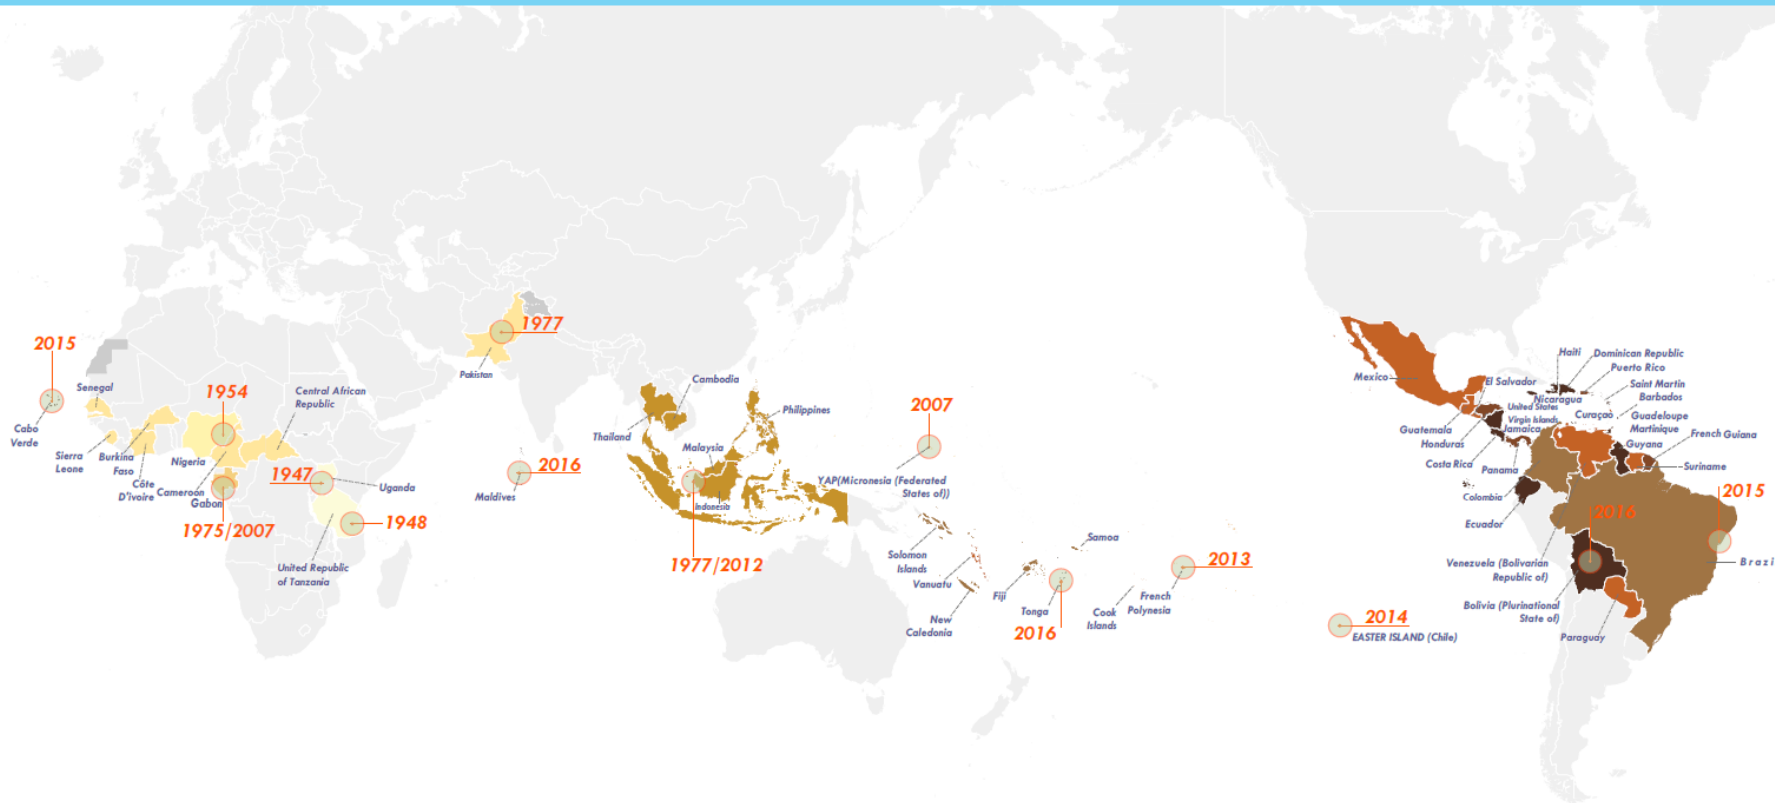 2015
Senegal
Cabo
Verde
Sierra
Leone
Burkina
Faso
Côte
D'ivoire
1954
Nigeria
Cameroon
Gabon
1975/2007
Central African
Republic
1947
Uganda
1948
United Republic
of Tanzania
1977
Pakistan
2016
Maldives
Cambodia
Thailand
Philippines
Malaysia
Indonesia
1977/2012
2007
YAP(Micronesia (Federated
States of))
Solomon
Islands
Vanuatu
New
Caledonia
Fiji
Samoa
Tonga
2016
Cook
Islands
2013
French
Polynesia
2014
EASTER ISLAND (Chile)
Mexico
Guatemala
Honduras
El Salvador
Nicaragua
Costa Rica
Panama
Haiti
Dominican Republic
Puerto Rico
Saint Martin
Barbados
United States
Virgin Islands
Jamaica
Curaçao
Guadeloupe
Martinique
Guyana
French Guiana
Suriname
Colombia
Ecuador
Venezuela (Bolivarian
Republic of)
Bolivia (Plurinational
State of)
Paraguay
2016
2015
Brazi